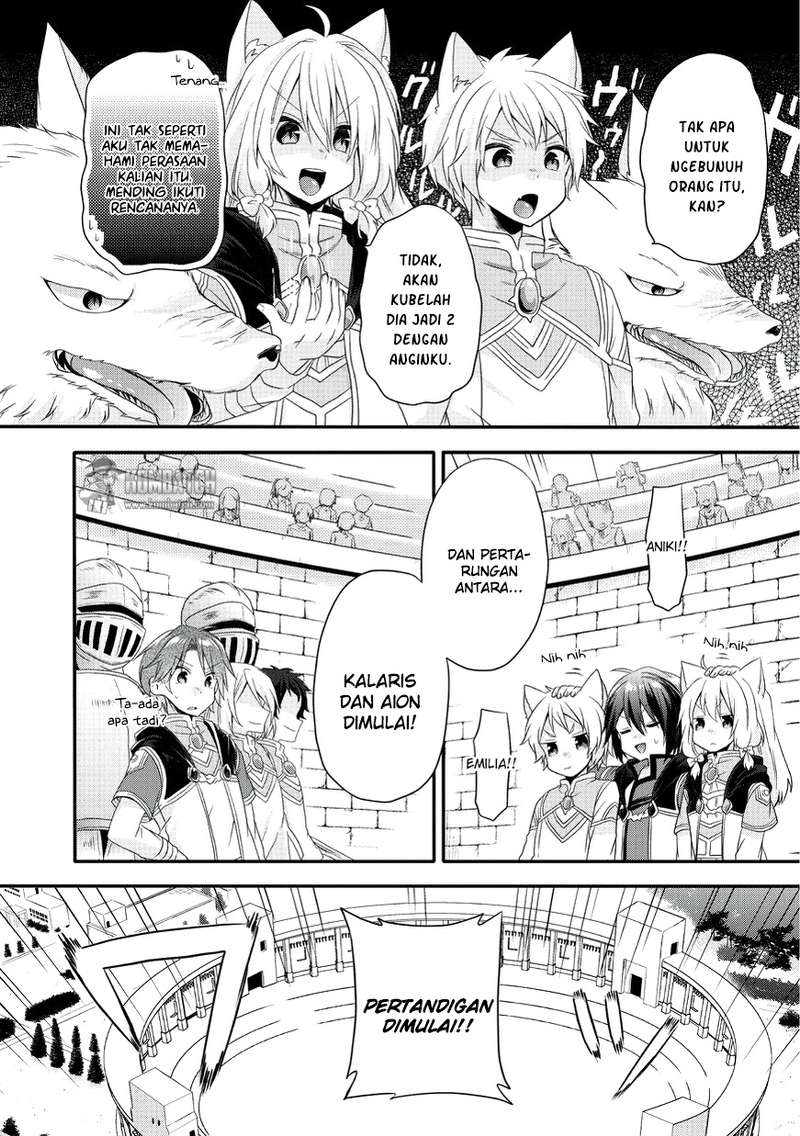 TAK APA
UNTUK
NGEBUNUH
ORANG ITU,
KAN?
TIDAK,
AKAN
KUBELAH
DIA JADI 2
DENGAN
ANGINKU.
Tenang
INI TAK SEPERTI
AKU TAK MEMA-
HAMI PERASAAN
KALIAN ITU.
MENDING IKUTI
RENCANANYA.
ANIKI!!
Nih nih
Nih nih
EMILIA!!
DAN PERTA-
RUNGAN
ANTARA...
KALARIS
DAN AION
DIMULAI!
Ta-ada
apa tadi?
PERTANDIGAN
DIMULAI!!